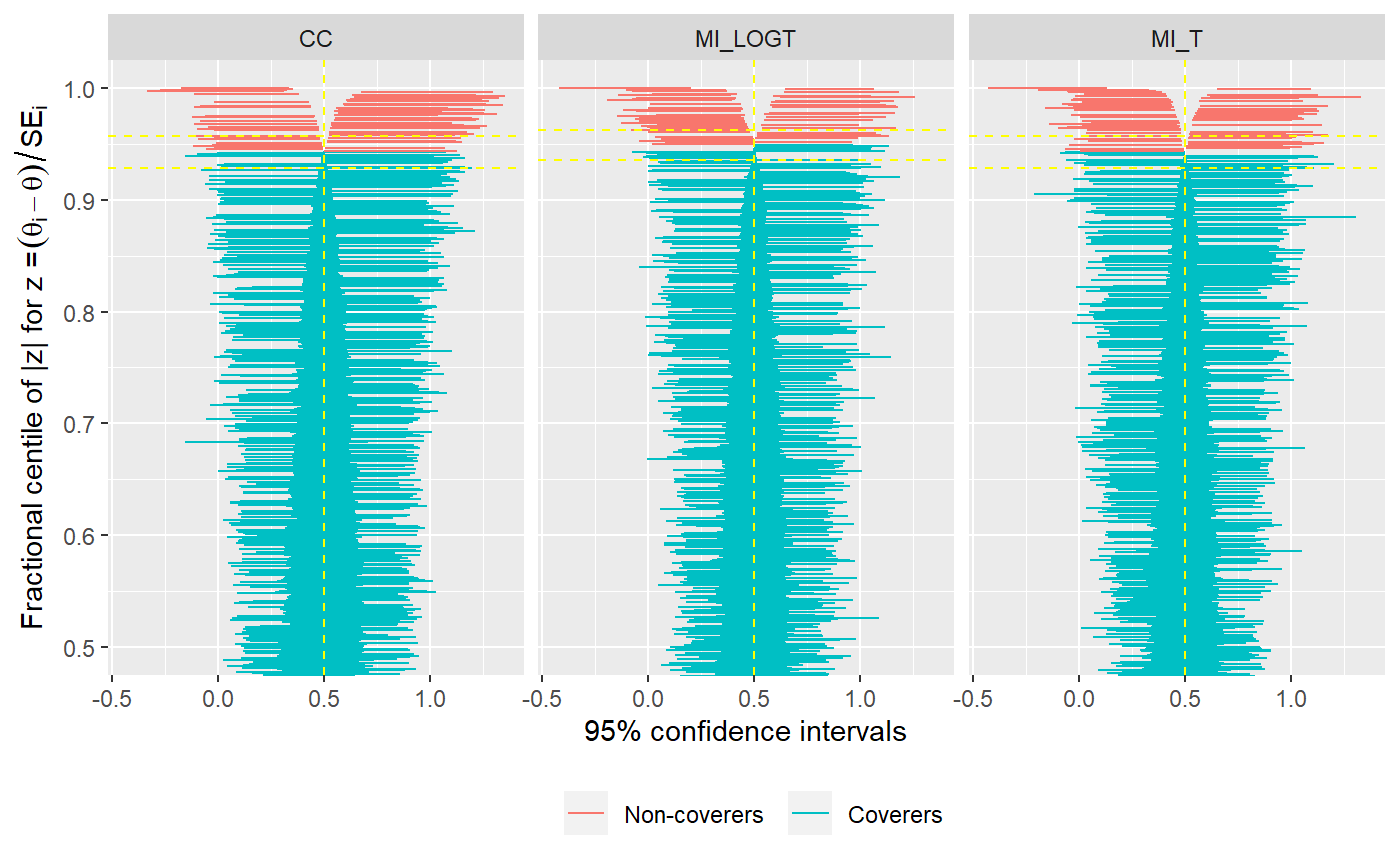 CC
MI_LOGT
MI_T
Fractional centile of |z| for z =(θi−θ)/SEi
1.0
0.9
0.8
0.7
0.6
0.5
-0.5 0.0 0.5 1.0
-0.5 0.0 0.5 1.0
-0.5 0.0 0.5 1.0
95% confidence intervals
Non-coverers
Coverers